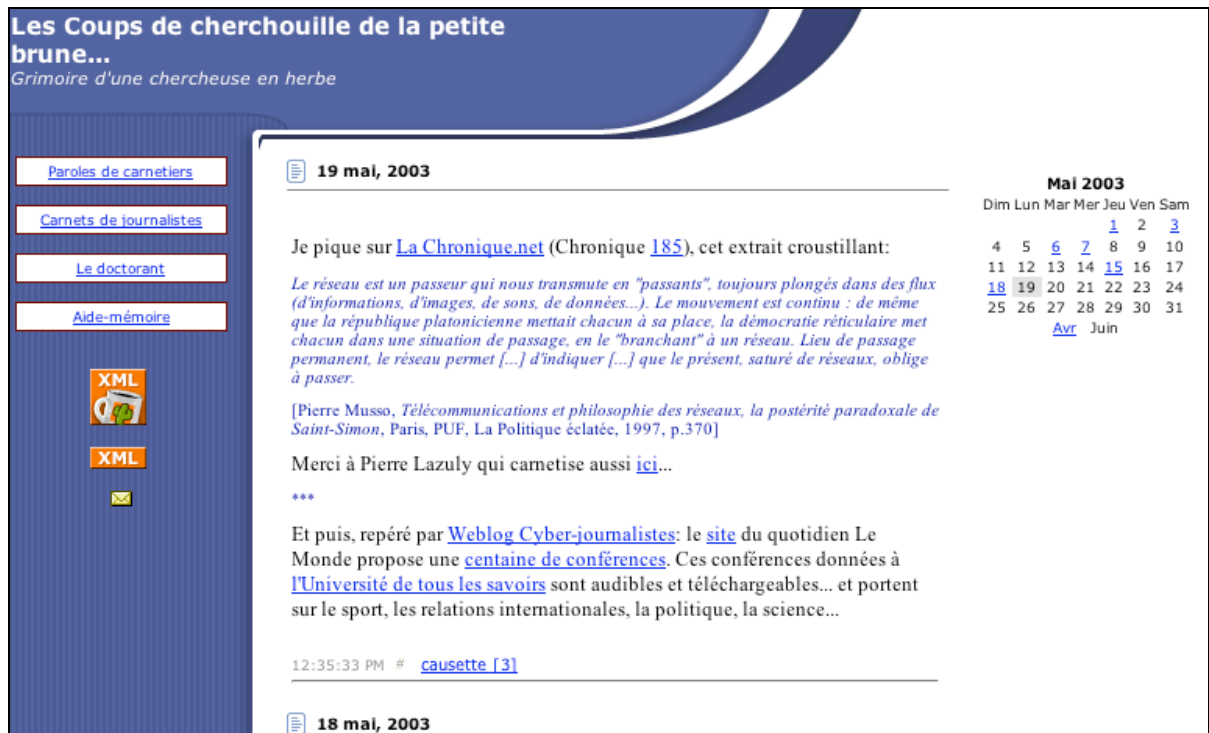 Les Coups de cherchouille de la petite
brune...
Grimoire d'une chercheuse en herbe
Paroles de carnetiers
Carnets de journalistes
Le doctorant
Aide-mémoire
XML
XML
19 mai, 2003
Je pique sur La Chronique.net (Chronique 185), cet extrait croustillant:
Le réseau est un passeur qui nous transmute en "passants", toujours plongés dans des flux
(d'informations, d'images, de sons, de données...). Le mouvement est continu : de même
que la république platonicienne mettait chacun à sa place, la démocratie réticulaire met
chacun dans une situation de passage, en le "branchant" à un réseau. Lieu de passage
permanent, le réseau permet [...] d'indiquer [...] que le présent, saturé de réseaux, oblige
à passer.
[Pierre Musso, Télécommunications et philosophie des réseaux, la postérité paradoxale de
Saint-Simon, Paris, PUF, La Politique éclatée, 1997, p.370]
Merci à Pierre Lazuly qui carnetise aussi ici...
***
Et puis, repéré par Weblog Cyber-journalistes: le site du quotidien Le
Monde propose une centaine de conférences. Ces conférences données à
l'Université de tous les savoirs sont audibles et téléchargeables... et portent
sur le sport, les relations internationales, la politique, la science...
12:35:33 PM # causette [3]
18 mai, 2003
Mai 2003
Dim Lun Mar Mer Jeu Ven Sam
1 2 3
4 5 6 7 8 9 10
11 12 13 14 15 16 17
18 19 20 21 22 23 24
25 26 27 28 29 30 31
Avr Juin